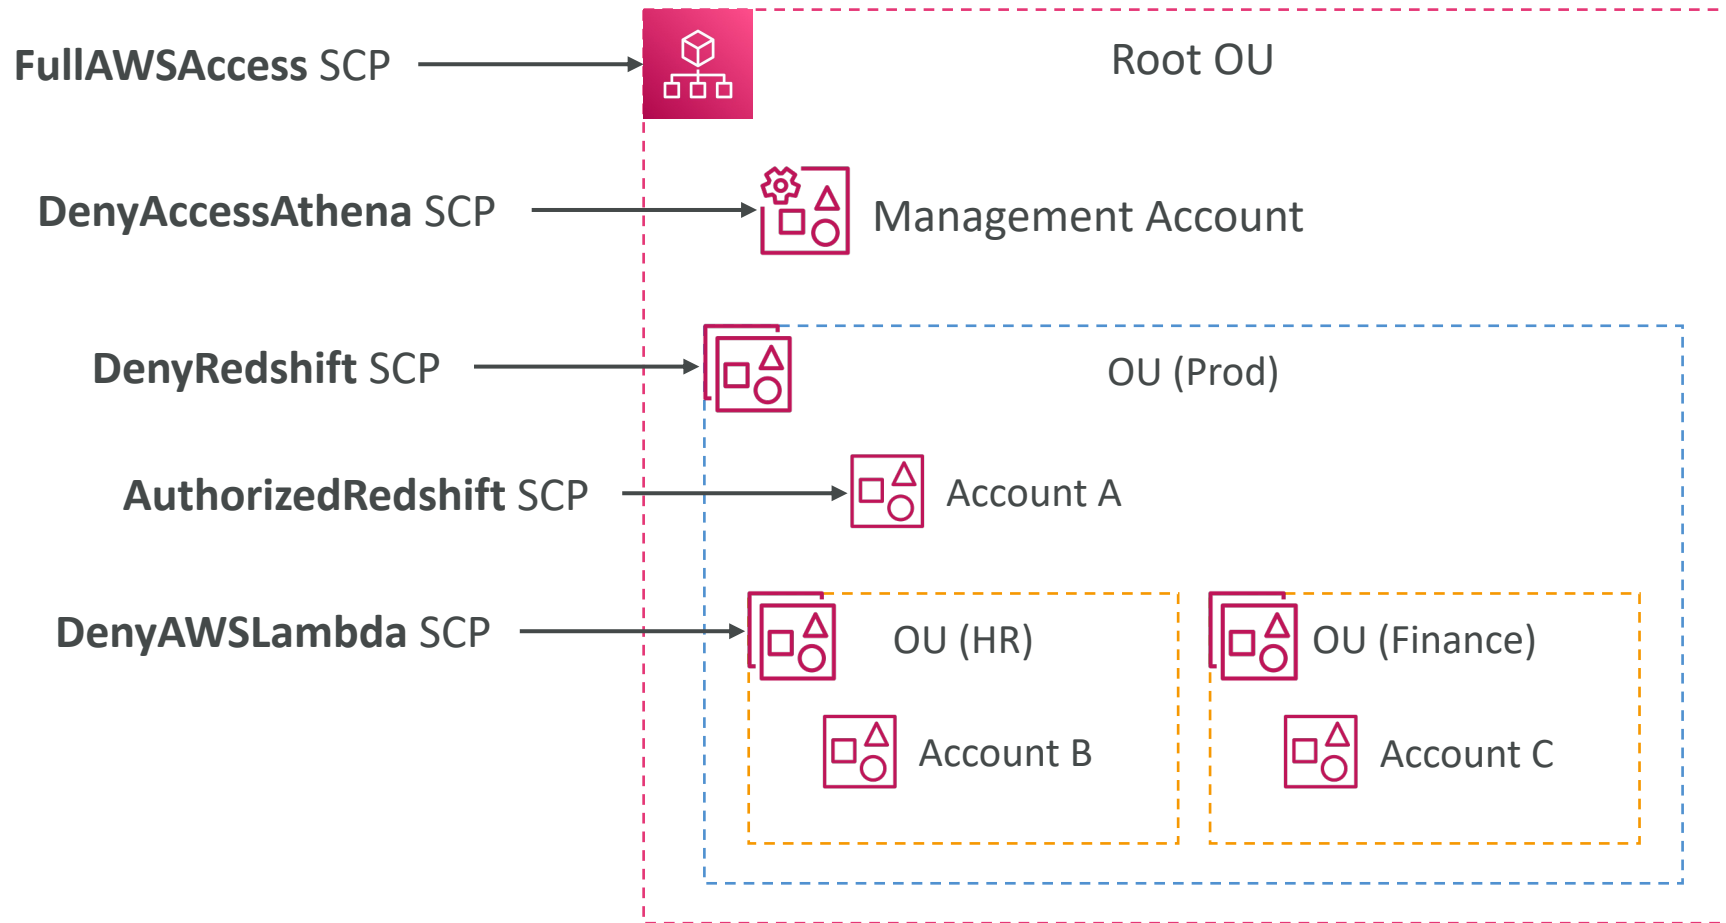 FullAWSAccess SCP
Root OU
DenyAccessAthena SCP
Management Account
DenyRedshift SCP
OU (Prod)
AuthorizedRedshift SCP
Account A
DenyAWSLambda SCP
OU (HR)
OU (Finance)
Account B
Account C